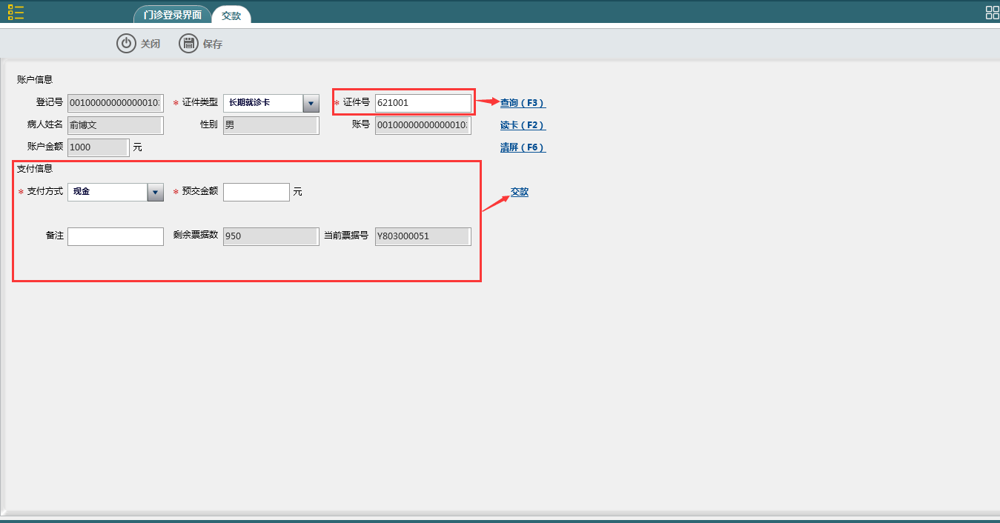 门诊登录界面 交款
关闭 保存
账户信息
登记号 0010000000000010 * 证件类型 长期就诊卡 * 证件号 621001 查询（F3）
病人姓名 俞博文 性别 男 账号 0010000000000010 读卡（F2）
账户金额 1000 元 清屏（F6）
支付信息
* 支付方式 现金 * 预交金额 元 交款
备注 剩余票据数 950 当前票据号 Y803000051